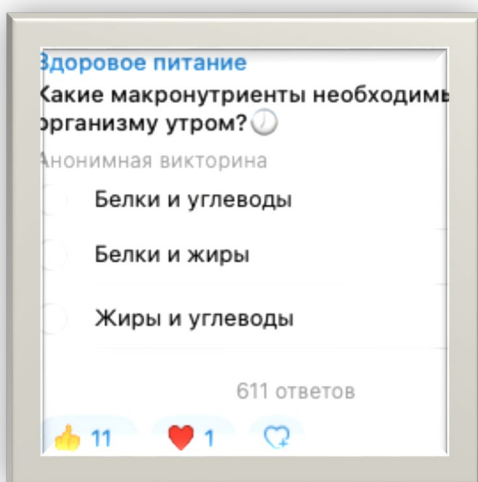 Здоровое питание
Какие макронутриенты необходимы
организму утром?
Анонимная викторина
Белки и углеводы
Белки и жиры
Жиры и углеводы
611 ответов
11 1